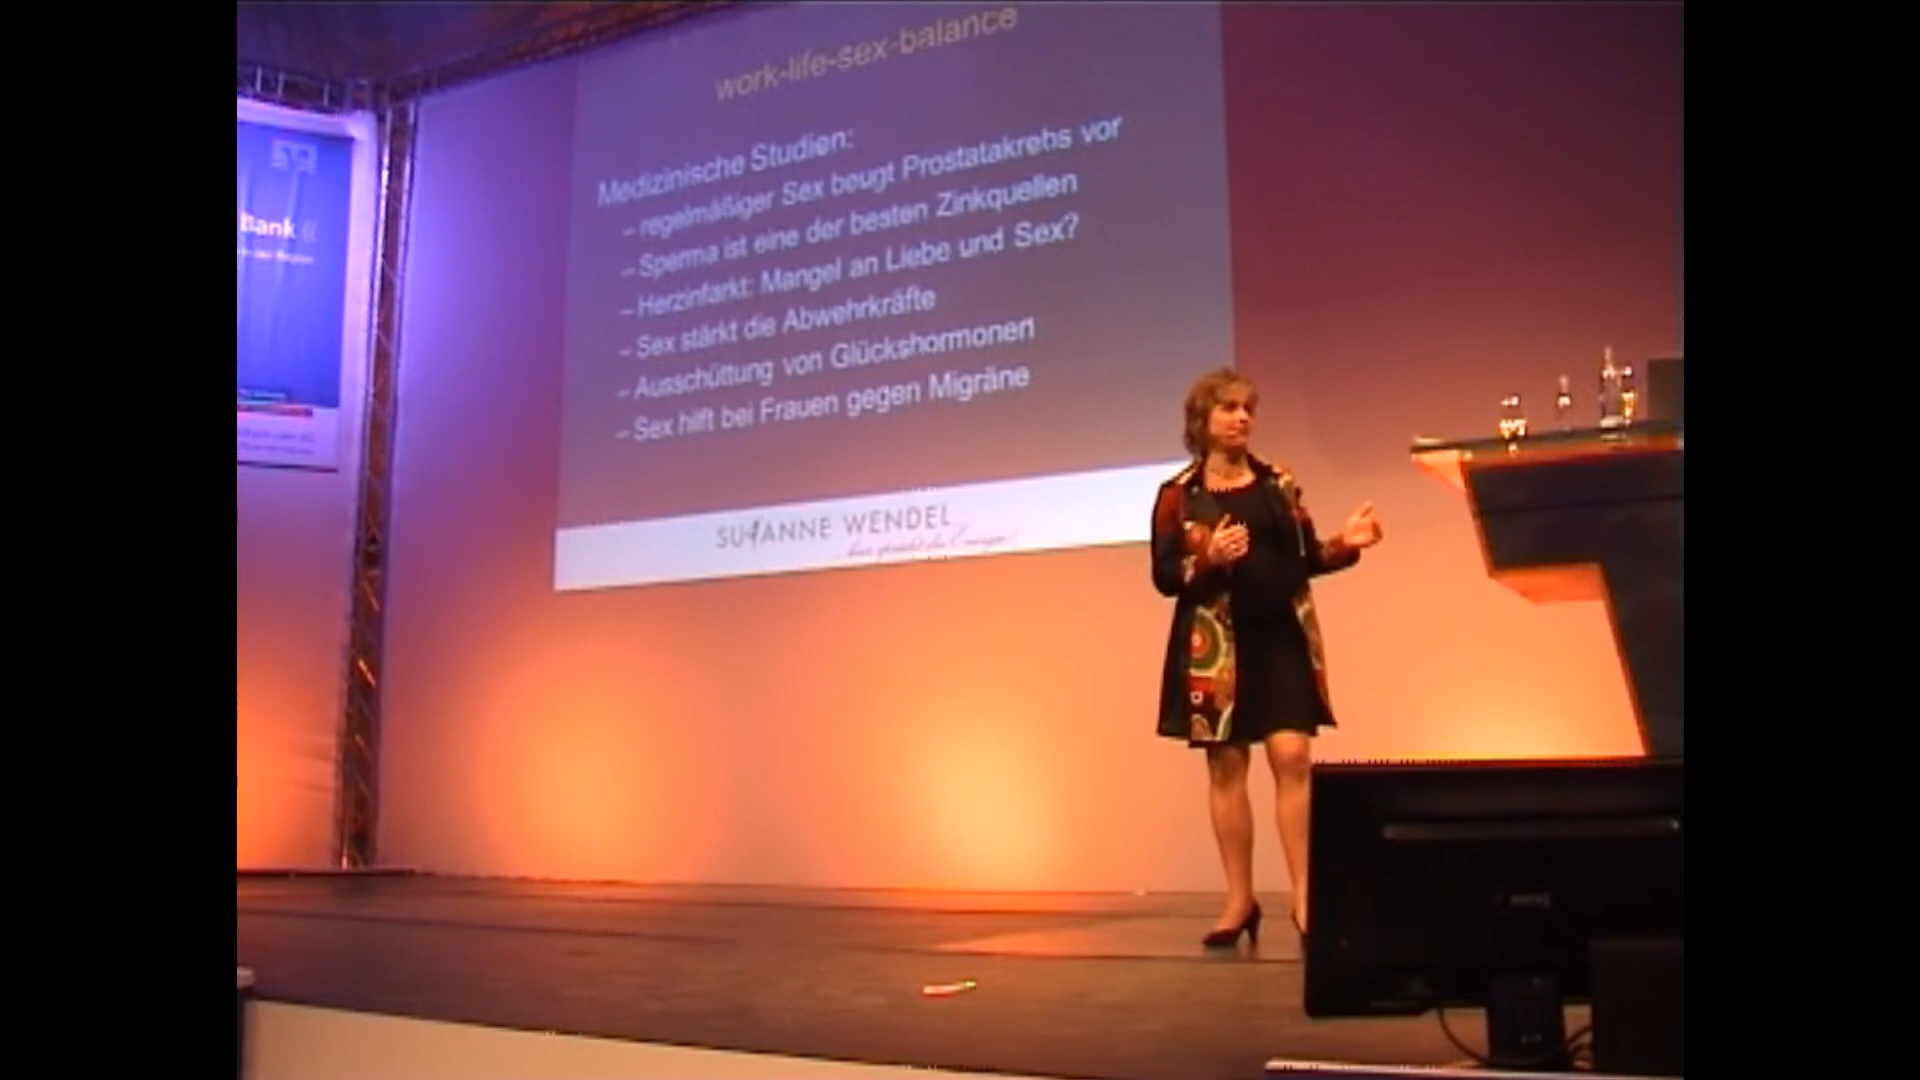 work-life-sex-balance
Medizinische Studien:
– regelmäßiger Sex beugt Prostatakrebs vor
– Sperma ist eine der besten Zinkquellen
– Herzinfarkt: Mangel an Liebe und Sex?
– Sex stärkt die Abwehrkräfte
– Ausschüttung von Glückshormonen
– Sex hilft bei Frauen gegen Migräne
SUSANNE WENDEL
Bank